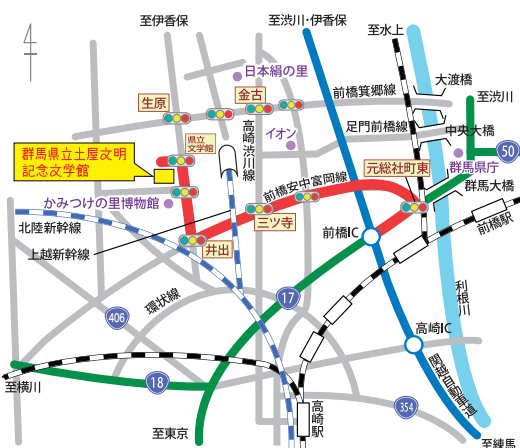 至伊香保
至渋川・伊香保
至水上
日本絹の里
大渡橋
生原
金古
前橋箕郷線
至渋川
県立
文学館
高崎渋川線
イオン
足門前橋線
中央大橋
50
群馬県立土屋文明
記念文学館
元総社町東
群馬県庁
前橋安中富岡線
群馬大橋
かみつけの里博物館
三ツ寺
前橋駅
北陸新幹線
井出
前橋IC
上越新幹線
17
利根川
環状線
406
高崎IC
関越自動車道
至横川
18
354
高崎駅
至東京
至練馬